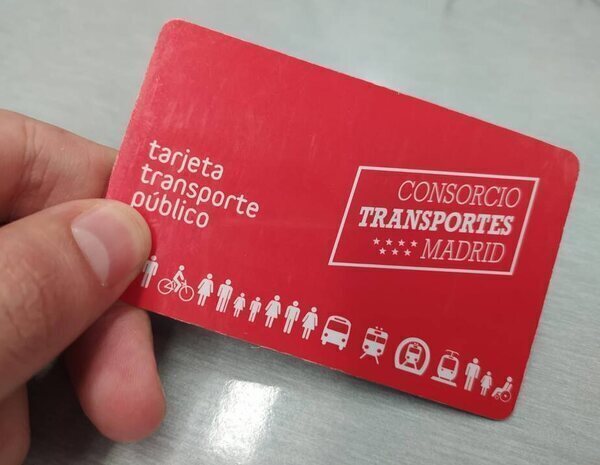 tarjeta
transporte
público
CONSORCIO
TRANSPORTES
MADRID